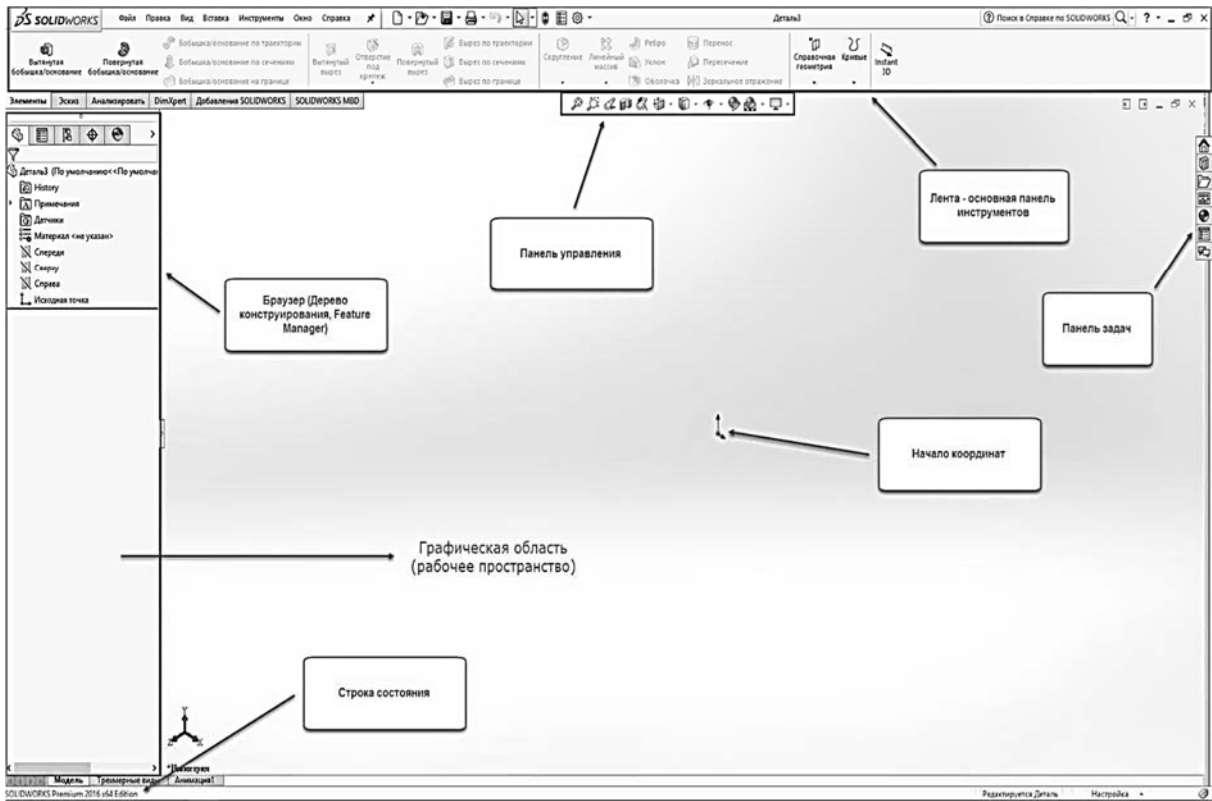 SOLIDWORKS Файл Правка Вид Вставка Инструменты Окно Справка Деталь3 Поиск в Справке по SOLIDWORKS
Вытянутая бобышка/основание
Повернутая бобышка/основание
Бобышка/основание по траектории
Бобышка/основание по сечениям
Бобышка/основание на границе
Вытянутый вырез
Отверстие под крепеж
Повернутый вырез
Вырез по траектории
Вырез по сечениям
Вырез по границе
Скругление
Линейный массив
Ребро
Уклон
Оболочка
Перенос
Пересечение
Зеркальное отражение
Справочная геометрия
Кривые
Instant 3D
Элементы Эскиз Анализировать DimXpert Добавления SOLIDWORKS SOLIDWORKS MBD
Деталь3 (По умолчанию<<По умолча
History
Примечания
Датчики
Материал <не указан>
Спереди
Сверху
Справа
Исходная точка
Панель управления
Лента - основная панель
инструментов
Браузер (Дерево
конструирования, Feature
Manager)
Панель задач
Начало координат
Графическая область
(рабочее пространство)
Строка состояния
Y
Z X
Модель Трехмерные виды Анимация1
SOLIDWORKS Premium 2016 x64 Edition Редактируется Деталь Настройка